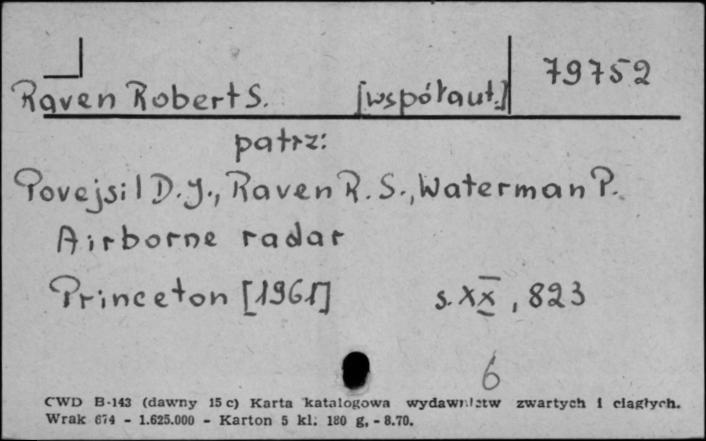 79752
Raven Robert S. [współaut.]
patrz:
Povejsil D.J., Raven R.S., Waterman P.
Airborne radar
Princeton [1961] s. XX, 823
6
CWD B-143 (dawny 15 c) Karta katalogowa wydawnictw zwartych i ciągłych.
Wrak 674 - 1.625.000 - Karton 5 kl. 180 g. - 8.70.